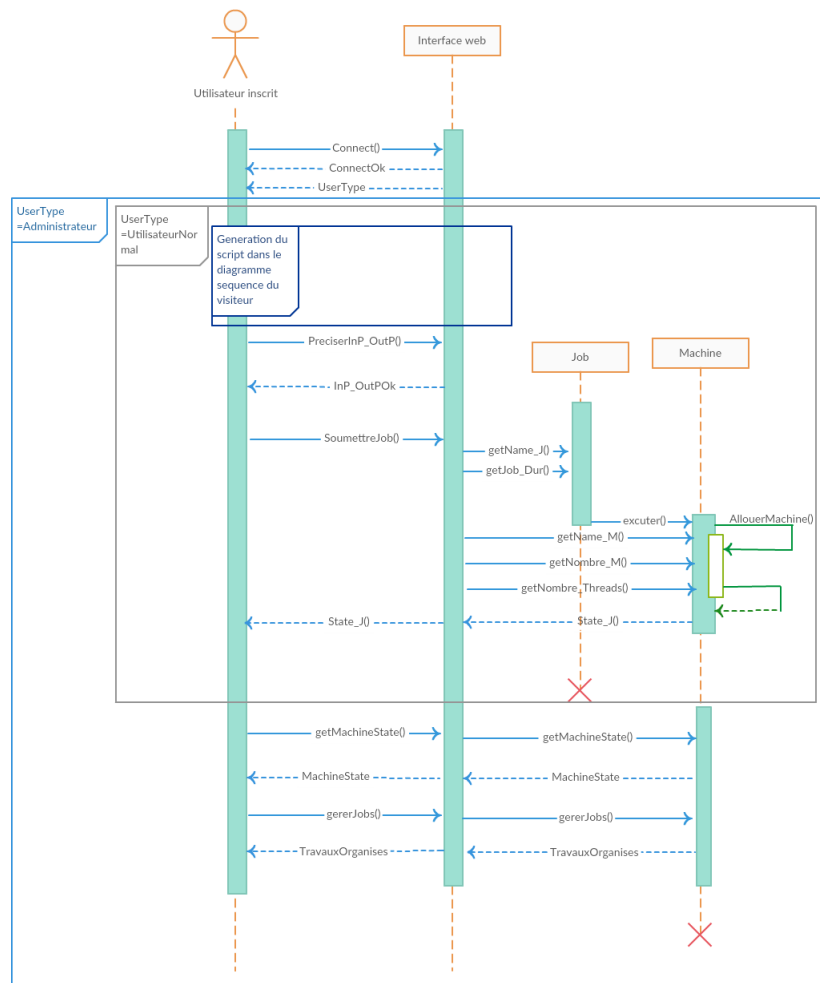 Interface web
Utilisateur inscrit
Connect()
ConnectOk
UserType
UserType
=Administrateur
UserType
=UtilisateurNor
mal
Generation du
script dans le
diagramme
sequence du
visiteur
PreciserInP_OutP()
Job
Machine
InP_OutPOk
SoumettreJob()
getName_J()
getJob_Dur()
excuter()
AllouerMachine()
getName_M()
getNombre_M()
getNombre_Threads()
State_J()
State_J()
getMachineState()
getMachineState()
MachineState
MachineState
gererJobs()
gererJobs()
TravauxOrganises
TravauxOrganises